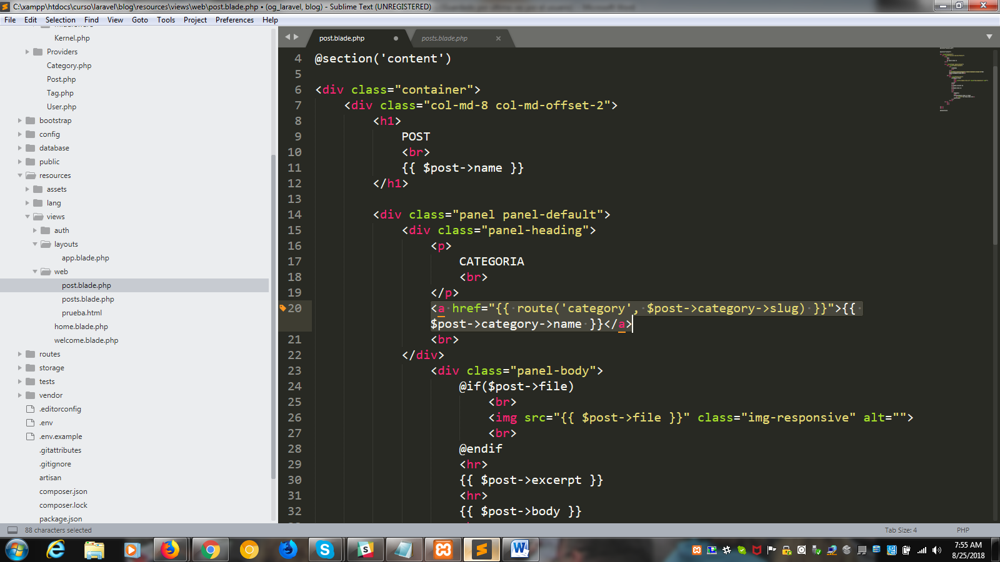 C:\xampp\htdocs\curso\laravel\blog\resources\views\web\post.blade.php • (og_laravel, blog) - Sublime Text (UNREGISTERED)
File Edit Selection Find View Goto Tools Project Preferences Help
Kernel.php
Providers
Category.php
Post.php
Tag.php
User.php
bootstrap
config
database
public
resources
assets
lang
views
auth
layouts
app.blade.php
web
post.blade.php
posts.blade.php
prueba.html
home.blade.php
welcome.blade.php
routes
storage
tests
vendor
.editorconfig
.env
.env.example
.gitattributes
.gitignore
artisan
composer.json
composer.lock
package.json
post.blade.php posts.blade.php
4 @section('content')
5
6 <div class="container">
7 <div class="col-md-8 col-md-offset-2">
8 <h1>
9 POST
10 <br>
11 {{ $post->name }}
12 </h1>
13
14 <div class="panel panel-default">
15 <div class="panel-heading">
16 <p>
17 CATEGORIA
18 <br>
19 </p>
20 <a href="{{ route('category', $post->category->slug) }}">{{
$post->category->name }}</a>
21 <br>
22 </div>
23 <div class="panel-body">
24 @if($post->file)
25 <br>
26 <img src="{{ $post->file }}" class="img-responsive" alt="">
27 <br>
28 @endif
29 <hr>
30 {{ $post->excerpt }}
31 <hr>
32 {{ $post->body }}
88 characters selected Tab Size: 4 PHP
7:55 AM
8/25/2018